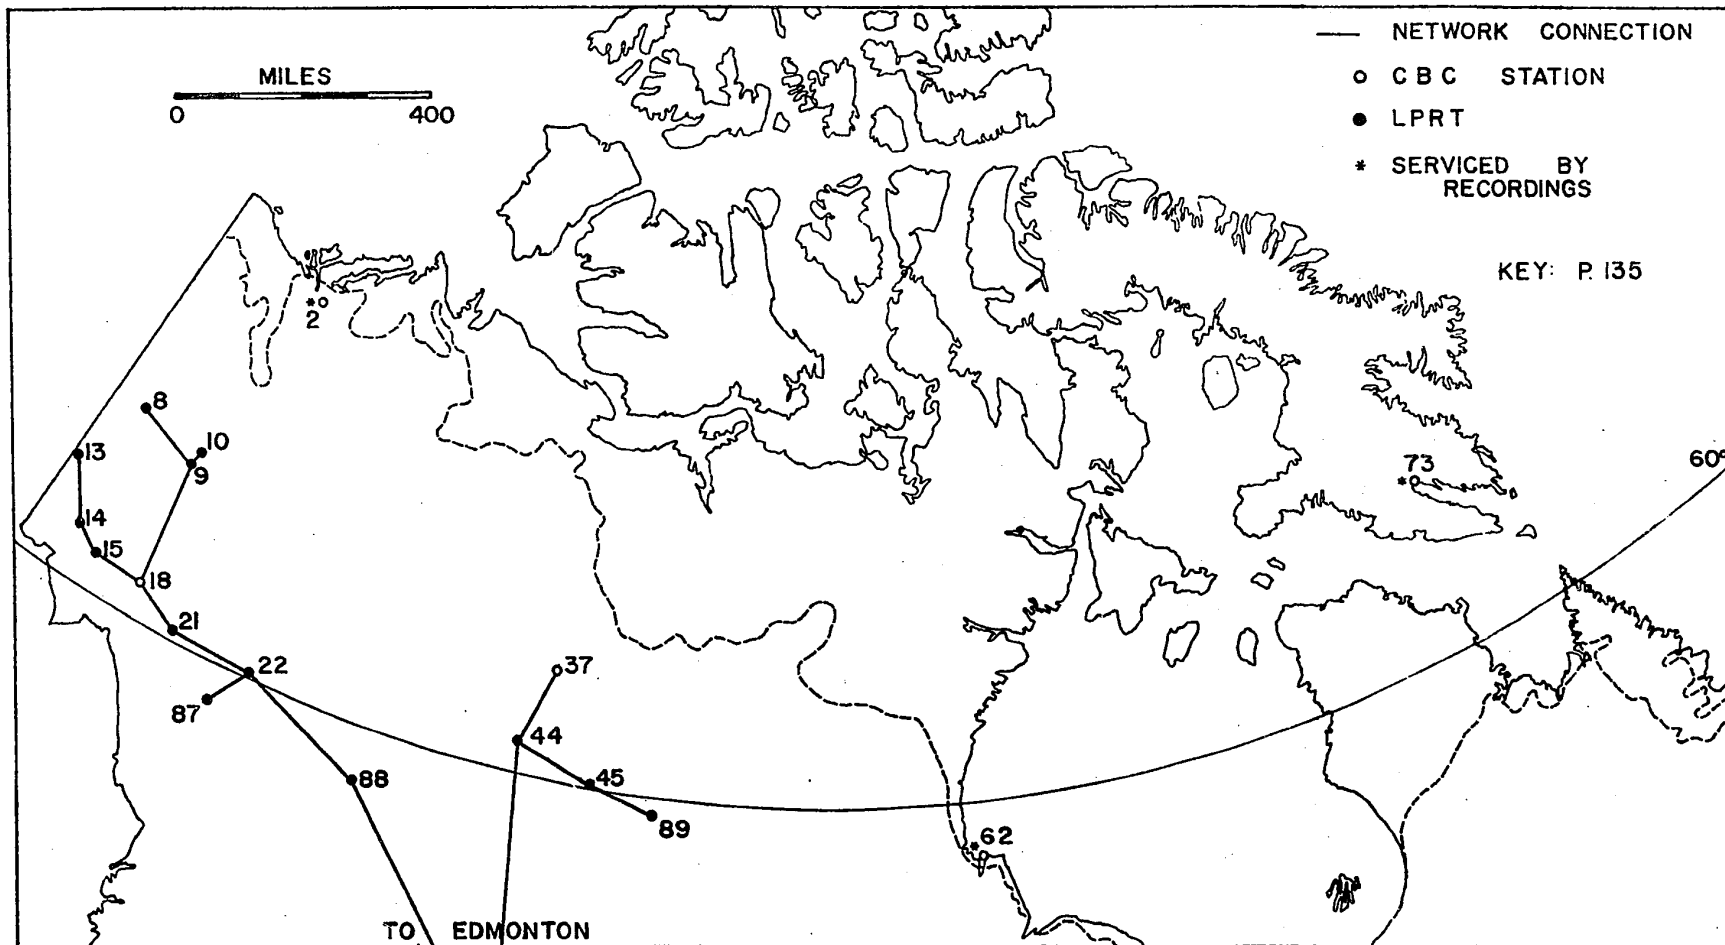 MILES
0 400
NETWORK CONNECTION
CBC STATION
LPRT
* SERVICED BY
RECORDINGS
KEY: P. 135
* 2
8
10
9
13
14
15
18
21
22
87
88
37
44
45
89
* 62
* 73
60°
TO EDMONTON